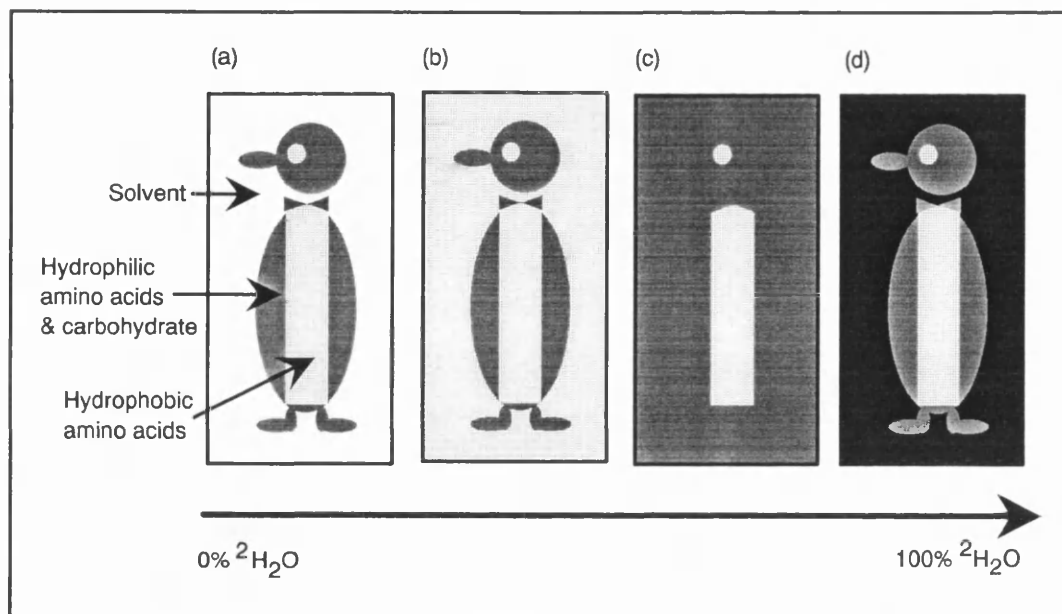 (a)
(b)
(c)
(d)
Solvent
Hydrophilic
amino acids
& carbohydrate
Hydrophobic
amino acids
0% ²H₂O
100% ²H₂O